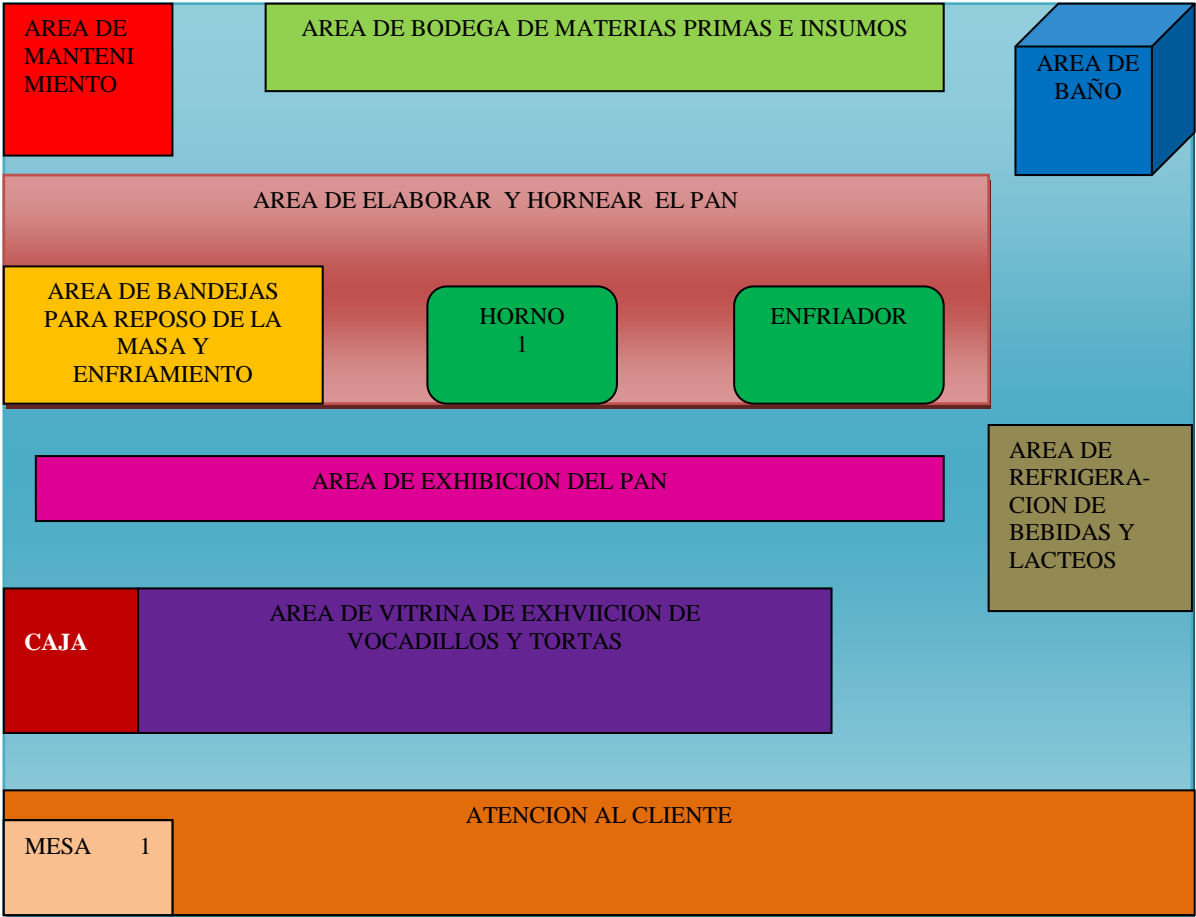 AREA DE
MANTENI
MIENTO
AREA DE BODEGA DE MATERIAS PRIMAS E INSUMOS
AREA DE
BAÑO
AREA DE ELABORAR Y HORNEAR EL PAN
AREA DE BANDEJAS
PARA REPOSO DE LA
MASA Y
ENFRIAMIENTO
HORNO
1
ENFRIADOR
AREA DE EXHIBICION DEL PAN
AREA DE
REFRIGERA-
CION DE
BEBIDAS Y
LACTEOS
CAJA
AREA DE VITRINA DE EXHVIICION DE
VOCADILLOS Y TORTAS
ATENCION AL CLIENTE
MESA 1